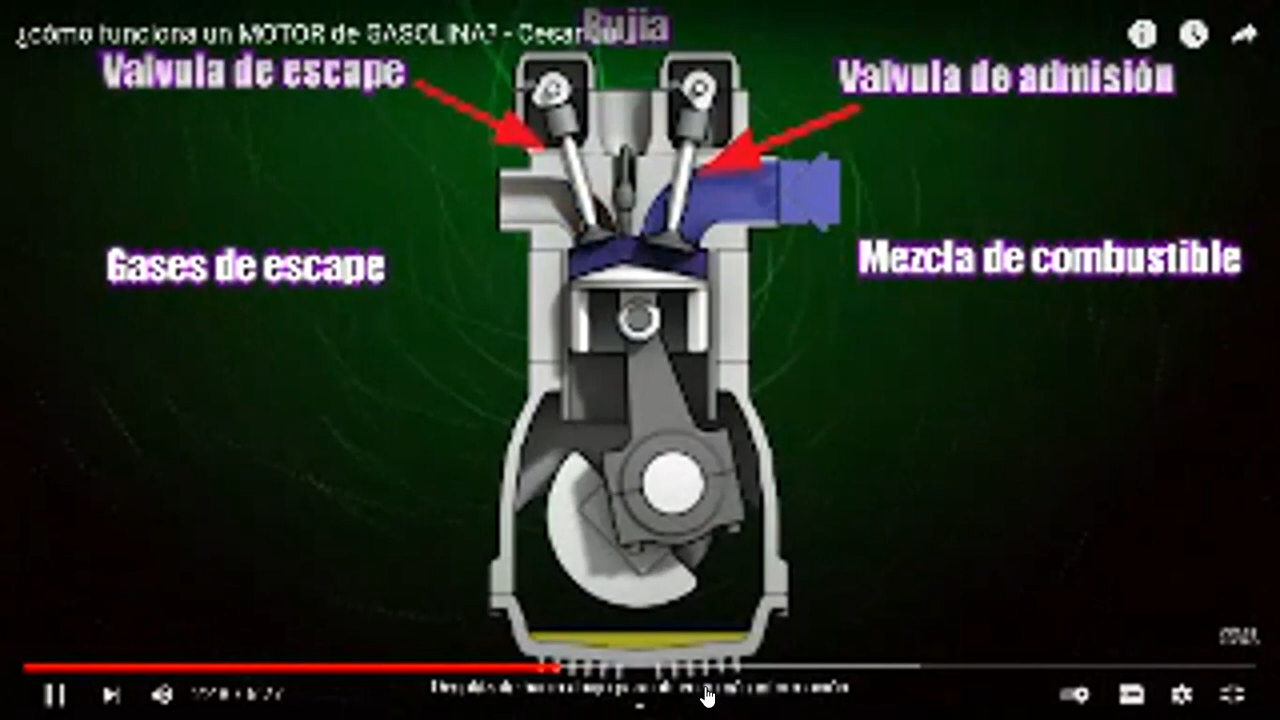 ¿cómo funciona un MOTOR de GASOLINA? - Cesar
Bujia
Valvula de escape
Valvula de admisión
Gases de escape
Mezcla de combustible